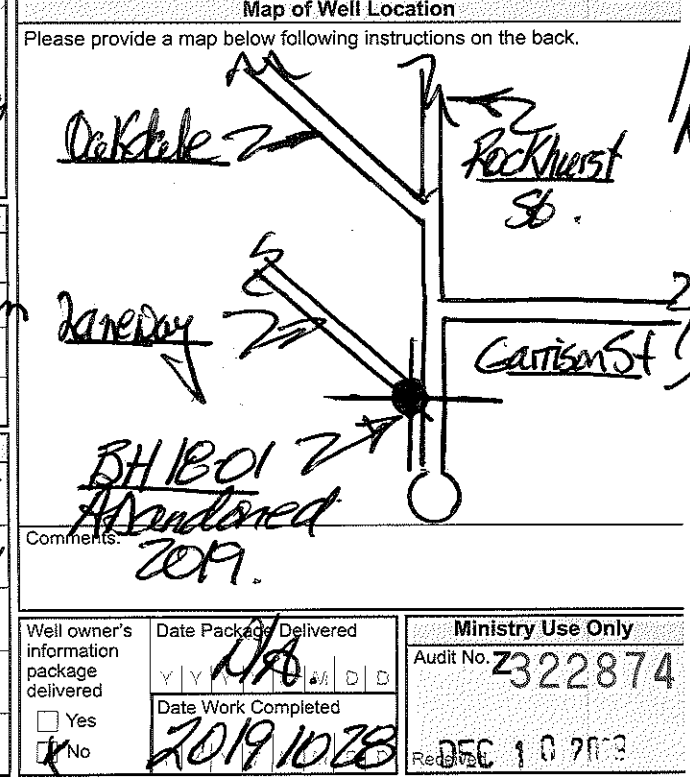 Map of Well Location
Please provide a map below following instructions on the back.
Oakdale
Rockhurst
St.
Laneway
Garrison St
BH 18-01
Abandoned
2019.
Comments:
Well owner's
information
package
delivered
Yes
No
Date Package Delivered
N/A
Date Work Completed
2019 10 28
Ministry Use Only
Audit No. Z322874
Received
DEC 10